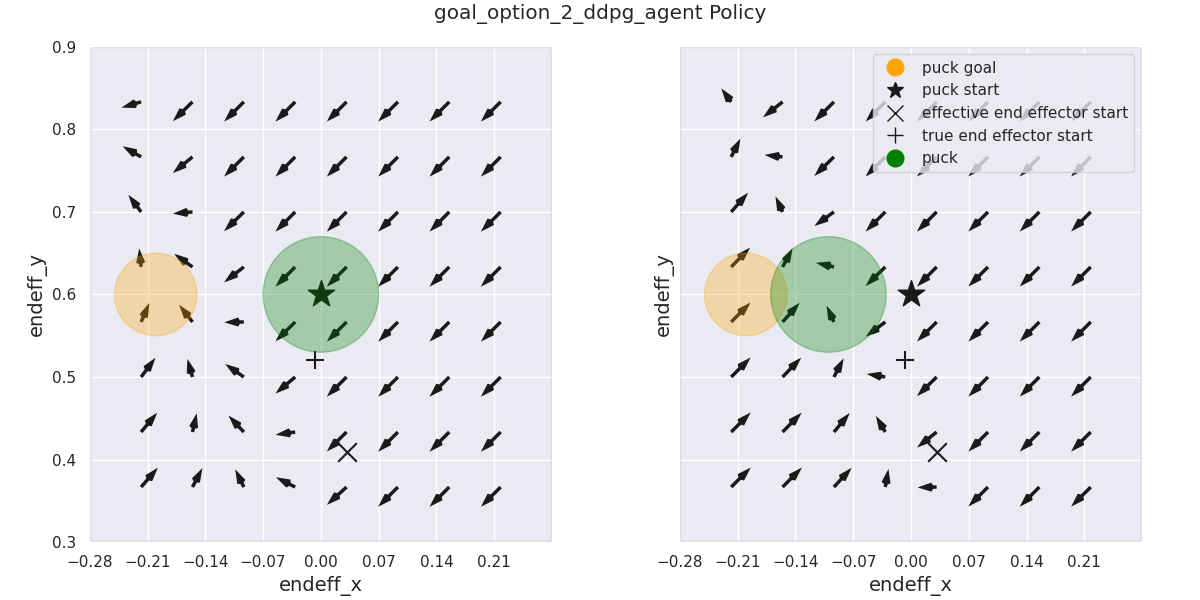 goal_option_2_ddpg_agent Policy
0.9
0.8
0.7
0.6
0.5
0.4
0.3
endeff_y
−0.28 −0.21 −0.14 −0.07 0.00 0.07 0.14 0.21
endeff_x
puck goal
puck start
effective end effector start
true end effector start
puck
endeff_y
−0.28 −0.21 −0.14 −0.07 0.00 0.07 0.14 0.21
endeff_x